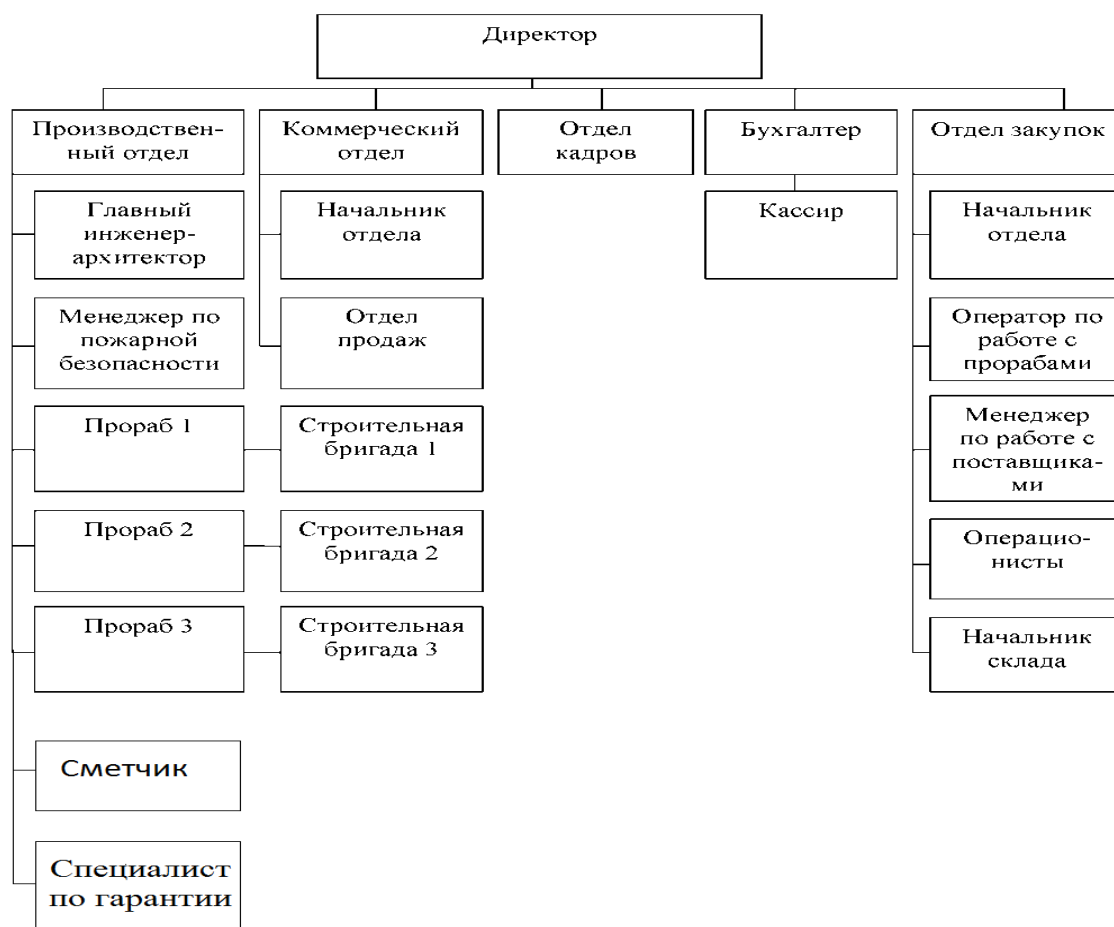 Директор
Производствен-
ный отдел
Коммерческий
отдел
Отдел
кадров
Бухгалтер
Отдел закупок
Главный
инженер-
архитектор
Начальник
отдела
Кассир
Начальник
отдела
Менеджер по
пожарной
безопасности
Отдел
продаж
Оператор по
работе с
прорабами
Прораб 1
Строительная
бригада 1
Менеджер
по работе с
поставщика-
ми
Прораб 2
Строительная
бригада 2
Операцио-
нисты
Прораб 3
Строительная
бригада 3
Начальник
склада
Сметчик
Специалист
по гарантии